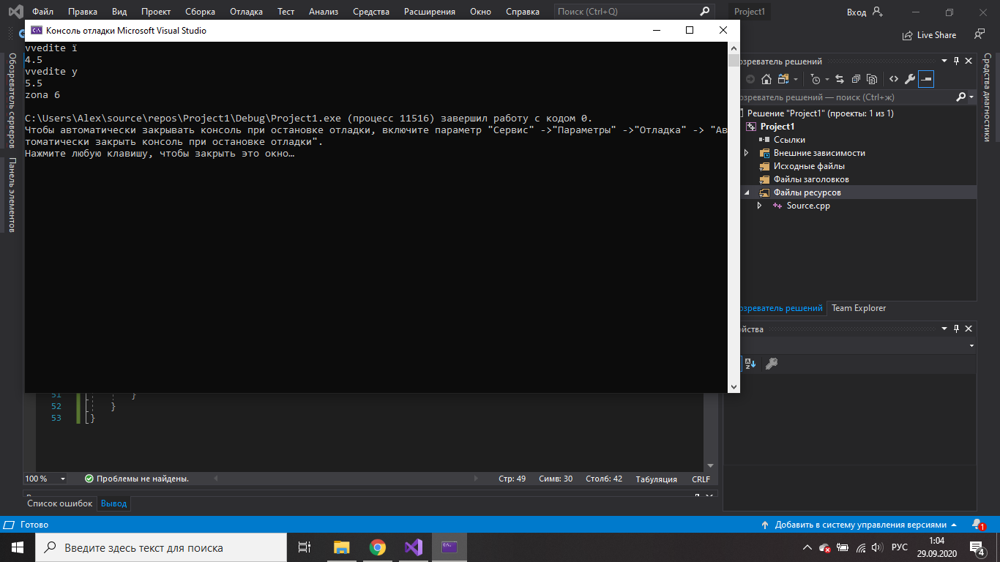 Файл Правка Вид Проект Сборка Отладка Тест Анализ Средства Расширения Окно Справка Поиск (Ctrl+Q) Project1 Вход
Консоль отладки Microsoft Visual Studio
Live Share
vvedite ї
4.5
vvedite y
5.5
zona 6
C:\Users\Alex\source\repos\Project1\Debug\Project1.exe (процесс 11516) завершил работу с кодом 0.
Чтобы автоматически закрывать консоль при остановке отладки, включите параметр "Сервис" ->"Параметры" ->"Отладка" -> "Ав
томатически закрыть консоль при остановке отладки".
Нажмите любую клавишу, чтобы закрыть это окно…
Обозреватель серверов
Панель элементов
озреватель решений
озреватель решений — поиск (Ctrl+ж)
Решение "Project1" (проекты: 1 из 1)
Project1
Ссылки
Внешние зависимости
Исходные файлы
Файлы заголовков
Файлы ресурсов
Source.cpp
озреватель решений Team Explorer
йства
Средства диагностики
51 }
52 }
53 }
100 % Проблемы не найдены. Стр: 49 Симв: 30 Столб: 42 Табуляция CRLF
Список ошибок Вывод
Готово Добавить в систему управления версиями 1
Введите здесь текст для поиска
РУС
1:04
29.09.2020
4